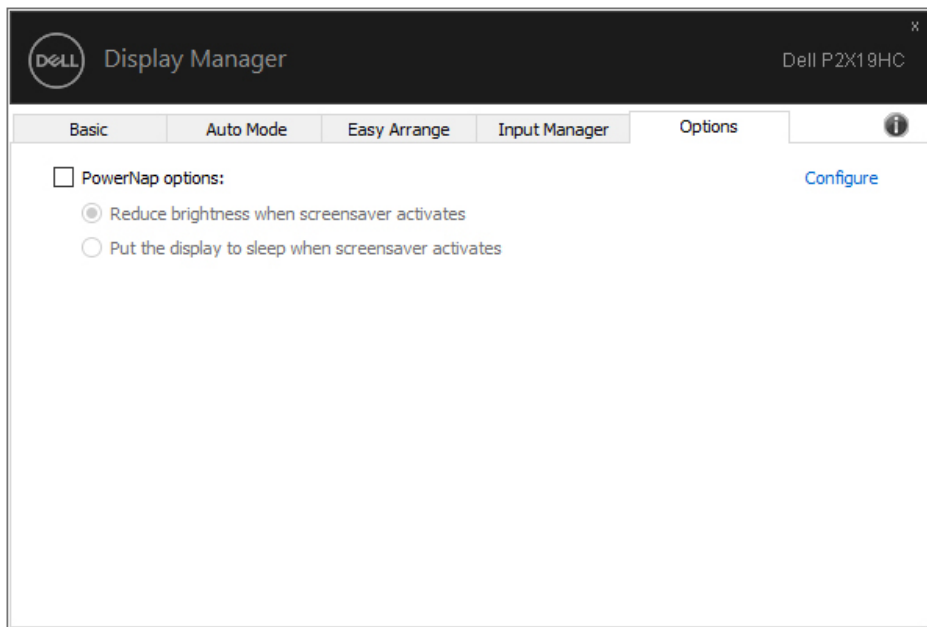 x
DELL Display Manager
Dell P2X19HC
Basic Auto Mode Easy Arrange Input Manager Options i
PowerNap options: Configure
Reduce brightness when screensaver activates
Put the display to sleep when screensaver activates